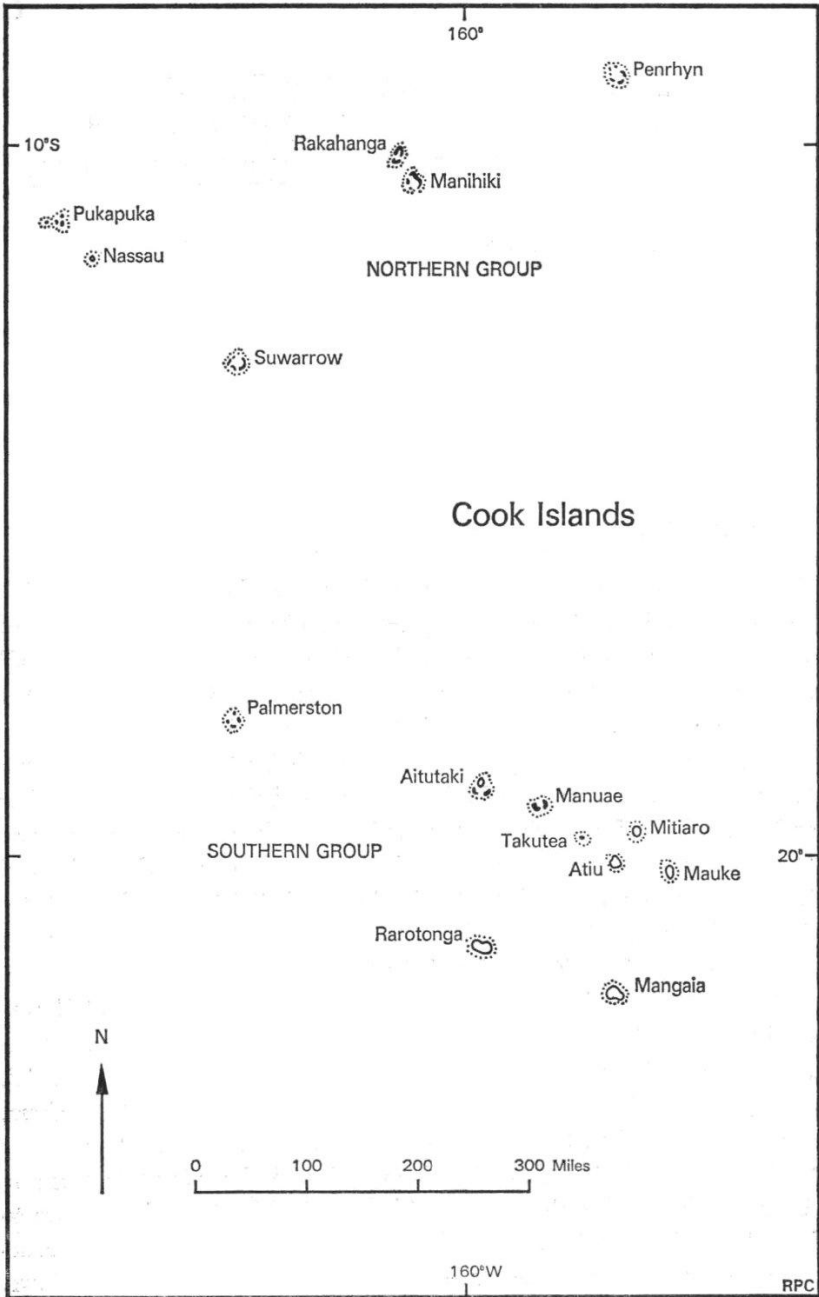 160°
Penrhyn
10°S
Rakahanga
Manihiki
Pukapuka
Nassau
NORTHERN GROUP
Suwarrow
Cook Islands
Palmerston
Aitutaki
Manuae
Takutea
Mitiaro
SOUTHERN GROUP
20°
Atiu
Mauke
Rarotonga
Mangaia
N
0 100 200 300 Miles
160°W
RPC